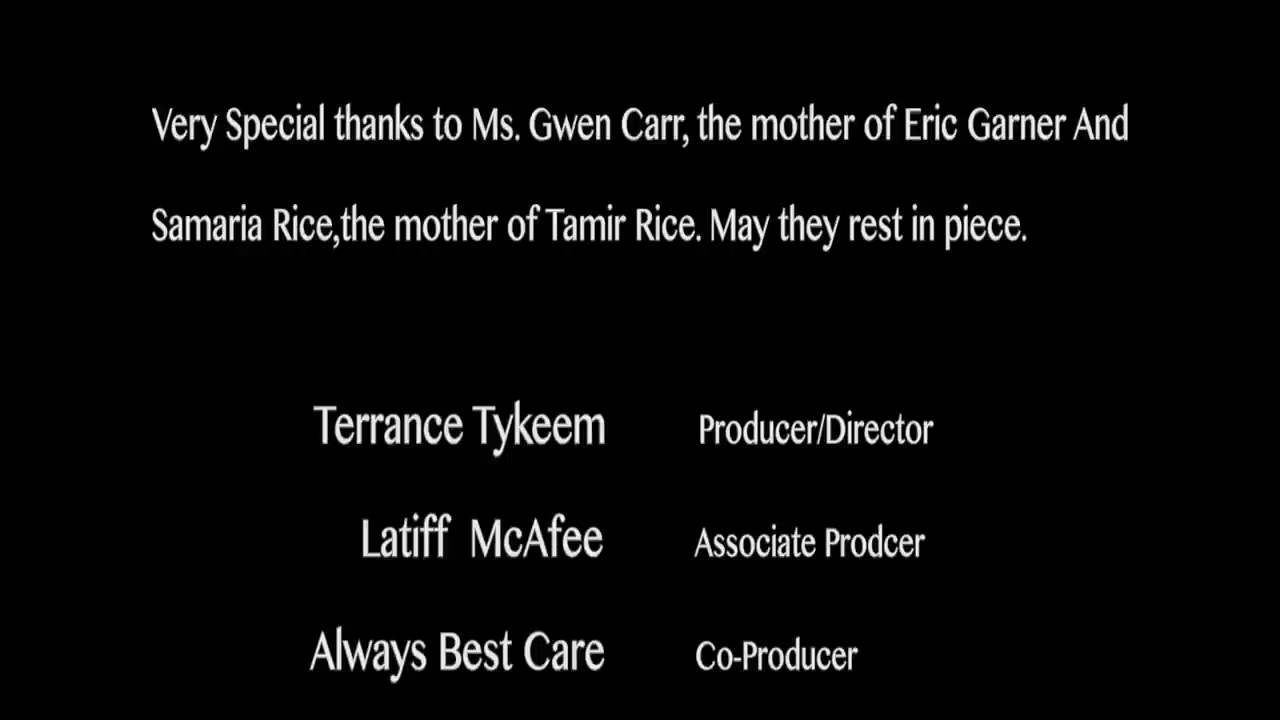 Very Special thanks to Ms. Gwen Carr, the mother of Eric Garner And
Samaria Rice,the mother of Tamir Rice. May they rest in piece.
Terrance Tykeem Producer/Director
Latiff McAfee Associate Prodcer
Always Best Care Co-Producer